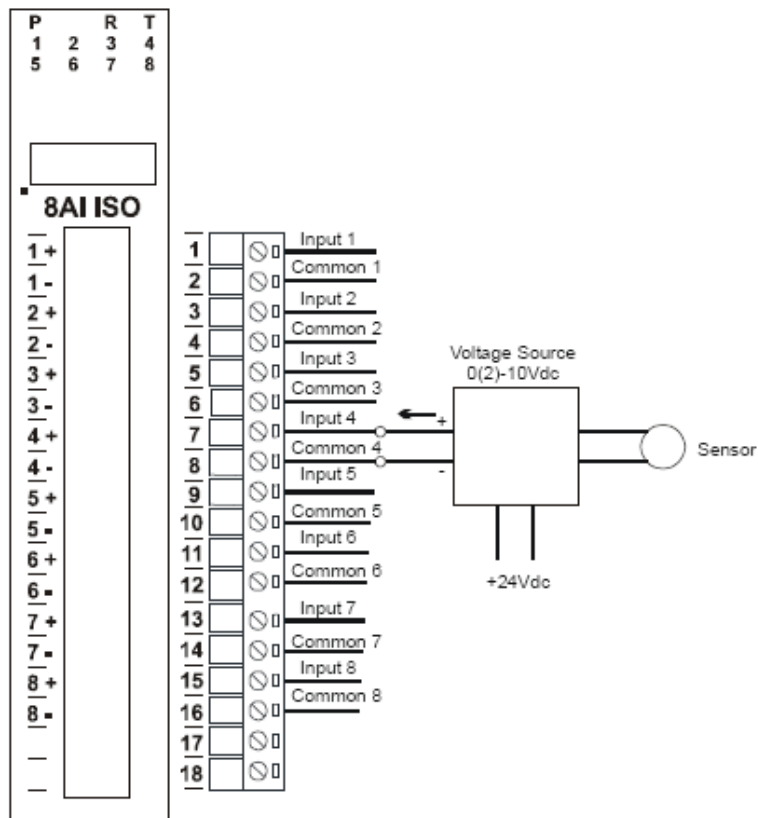 P R T
1 2 3 4
5 6 7 8
8AI ISO
1 +
1 -
2 +
2 -
3 +
3 -
4 +
4 -
5 +
5 -
6 +
6 -
7 +
7 -
8 +
8 -
1 Input 1
2 Common 1
3 Input 2
4 Common 2
5 Input 3
6 Common 3
7 Input 4
8 Common 4
9 Input 5
10 Common 5
11 Input 6
12 Common 6
13 Input 7
14 Common 7
15 Input 8
16 Common 8
17
18
Voltage Source
0(2)-10Vdc
+
-
Sensor
+24Vdc